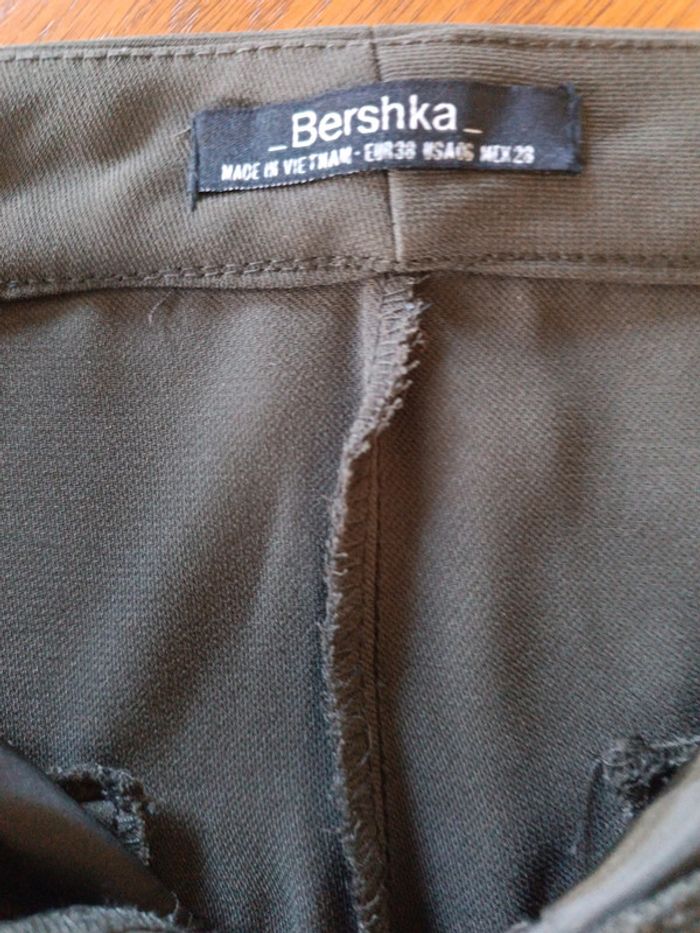 _Bershka_
MADE IN VIETNAM - EUR38 USA06 MEX28